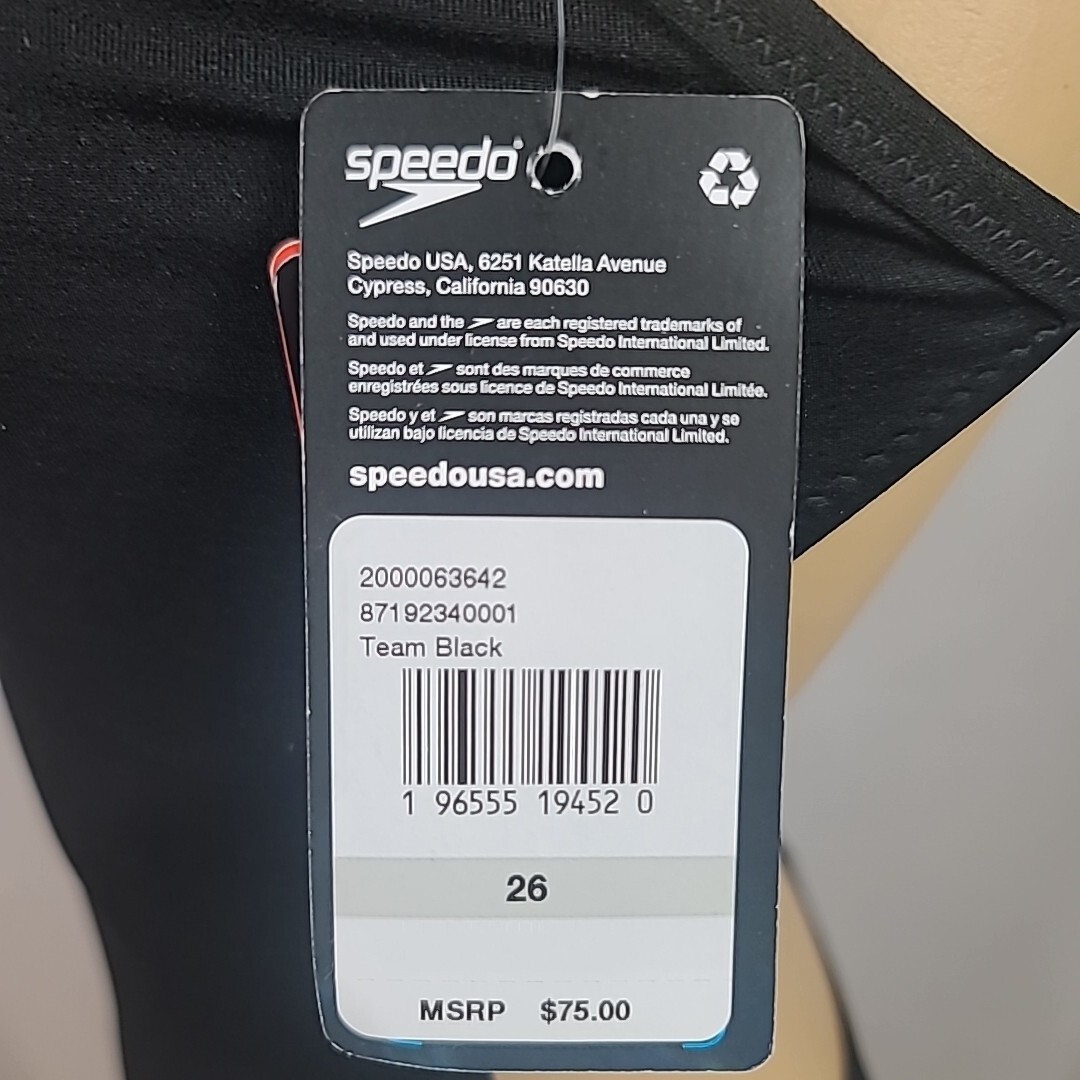 speedo
Speedo USA, 6251 Katella Avenue
Cypress, California 90630
Speedo and the are each registered trademarks of
and used under license from Speedo International Limited.
Speedo et sont des marques de commerce
enregistrées sous licence de Speedo International Limitée.
Speedo y et son marcas registradas cada una y se
utilizan bajo licencia de Speedo International Limited.
speedousa.com
2000063642
87192340001
Team Black
1 96555 19452 0
26
MSRP $75.00